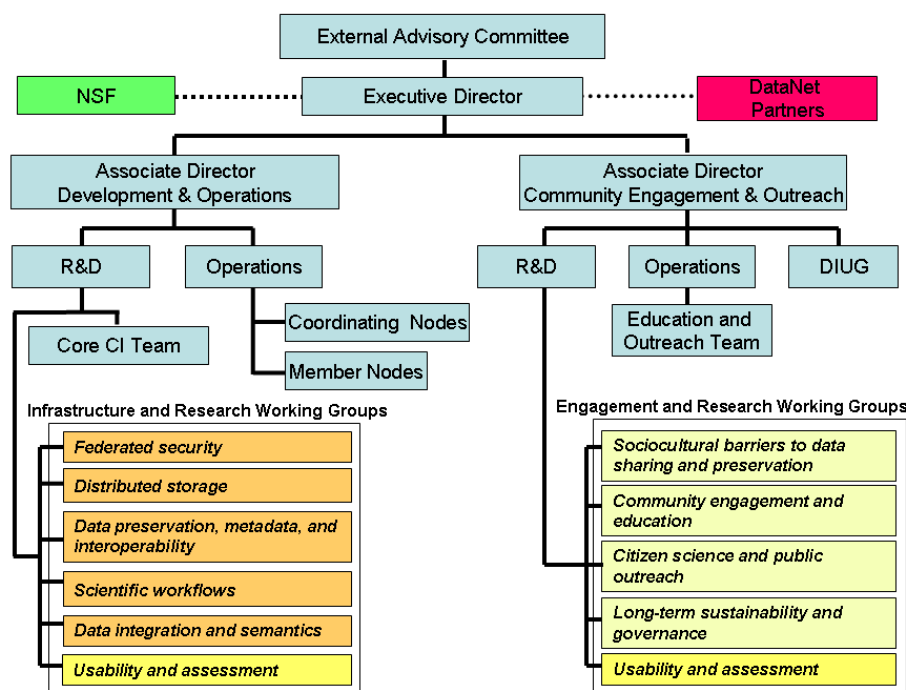 External Advisory Committee
NSF
Executive Director
DataNet
Partners
Associate Director
Development & Operations
Associate Director
Community Engagement & Outreach
R&D
Operations
R&D
Operations
DIUG
Core CI Team
Coordinating Nodes
Member Nodes
Education and
Outreach Team
Infrastructure and Research Working Groups
Federated security
Distributed storage
Data preservation, metadata, and
interoperability
Scientific workflows
Data integration and semantics
Usability and assessment
Engagement and Research Working Groups
Sociocultural barriers to data
sharing and preservation
Community engagement and
education
Citizen science and public
outreach
Long-term sustainability and
governance
Usability and assessment